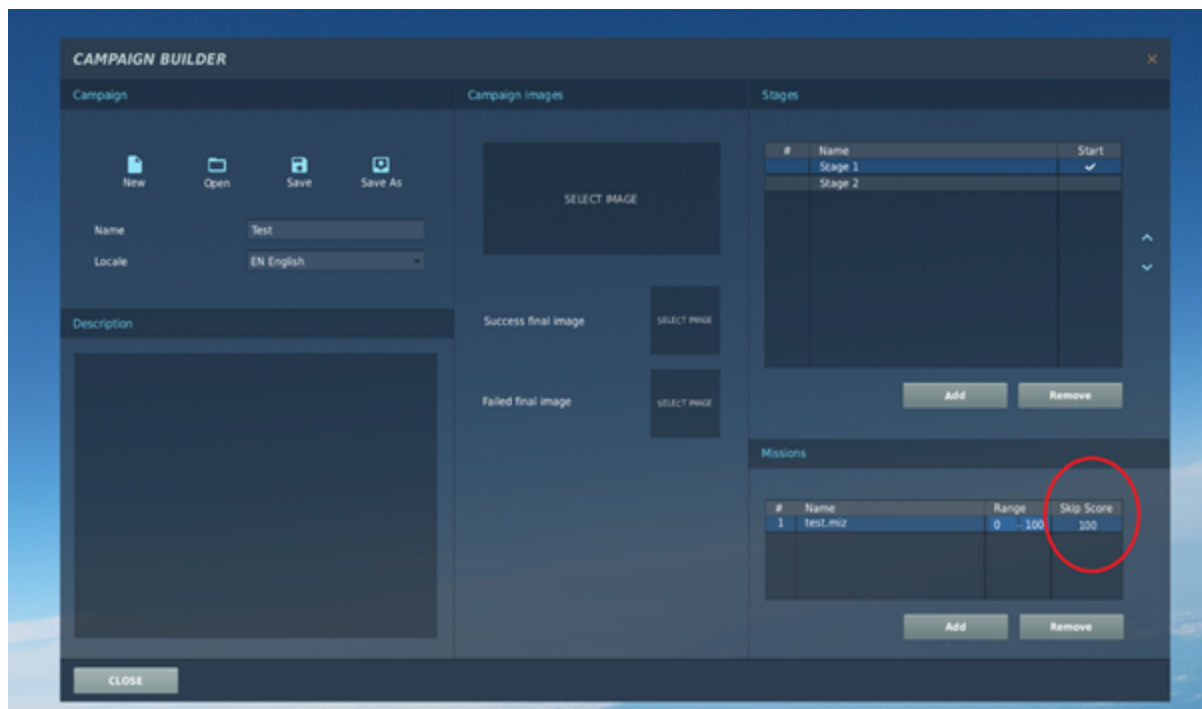 CAMPAIGN BUILDER
Campaign
New Open Save Save As
Name Test
Locale EN English
Description
CLOSE
Campaign images
SELECT IMAGE
Success final image SELECT IMAGE
Failed final image SELECT IMAGE
Stages
# Name Start
Stage 1
Stage 2
Add Remove
Missions
# Name Range Skip Score
1 test.miz 0 - 100 100
Add Remove